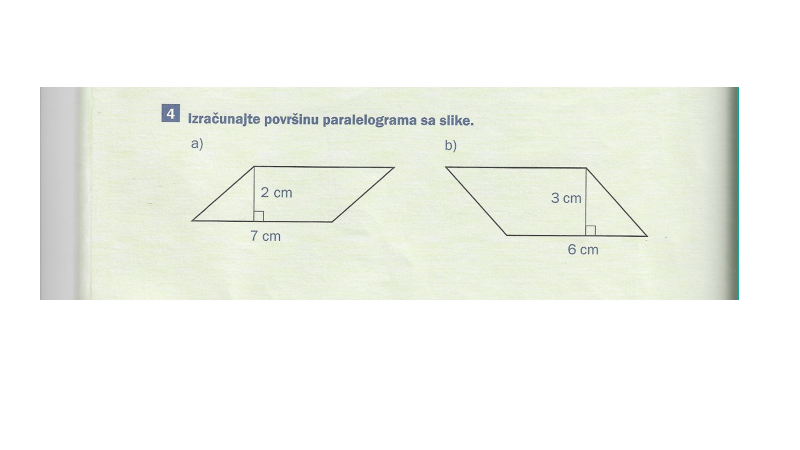 4 Izračunajte površinu paralelograma sa slike.
a)
2 cm
7 cm
b)
3 cm
6 cm